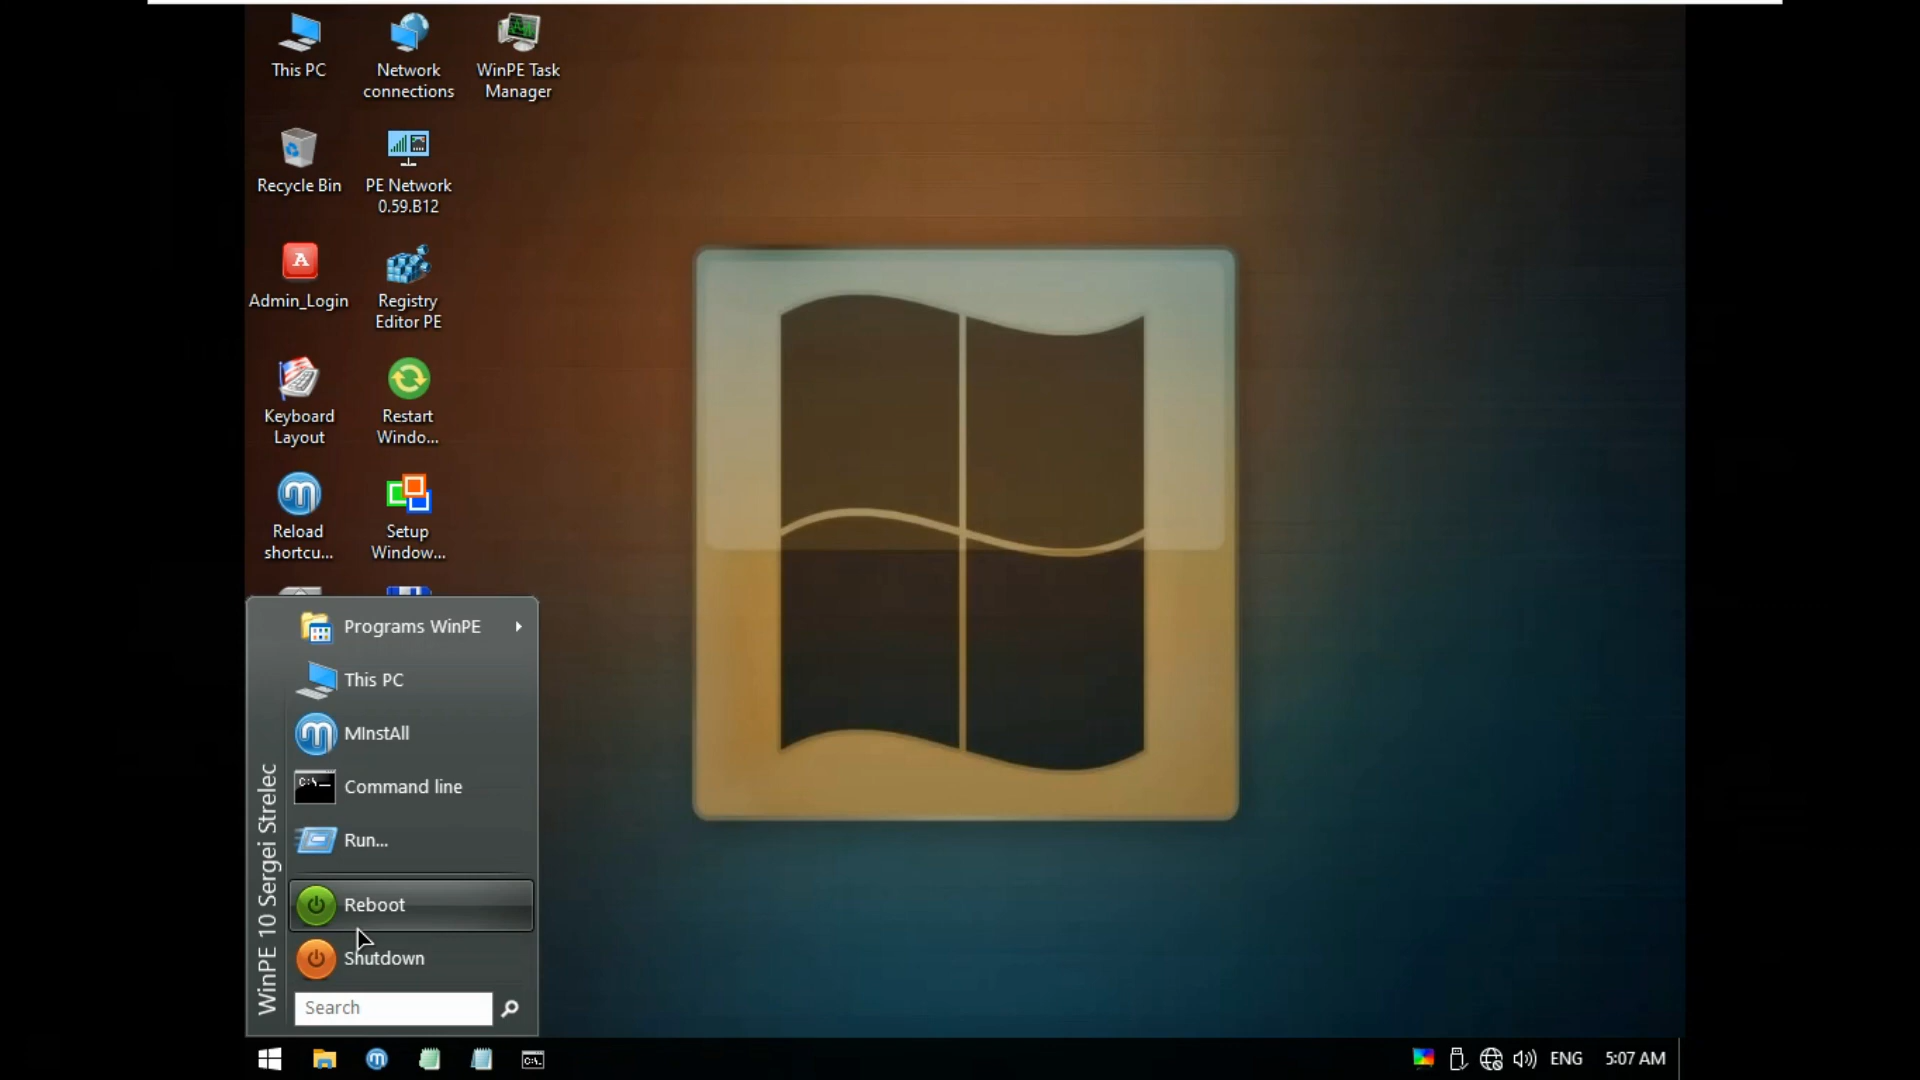 This PC
Network
connections
WinPE Task
Manager
Recycle Bin
PE Network
0.59.B12
A
Admin_Login
Registry
Editor PE
Keyboard
Layout
Restart
Windo...
Reload
shortcu...
Setup
Window...
Programs WinPE
This PC
MInstAll
C:\
Command line
Run...
Reboot
Shutdown
Search
WinPE 10 Sergei Strelec
C:\.
ENG
5:07 AM